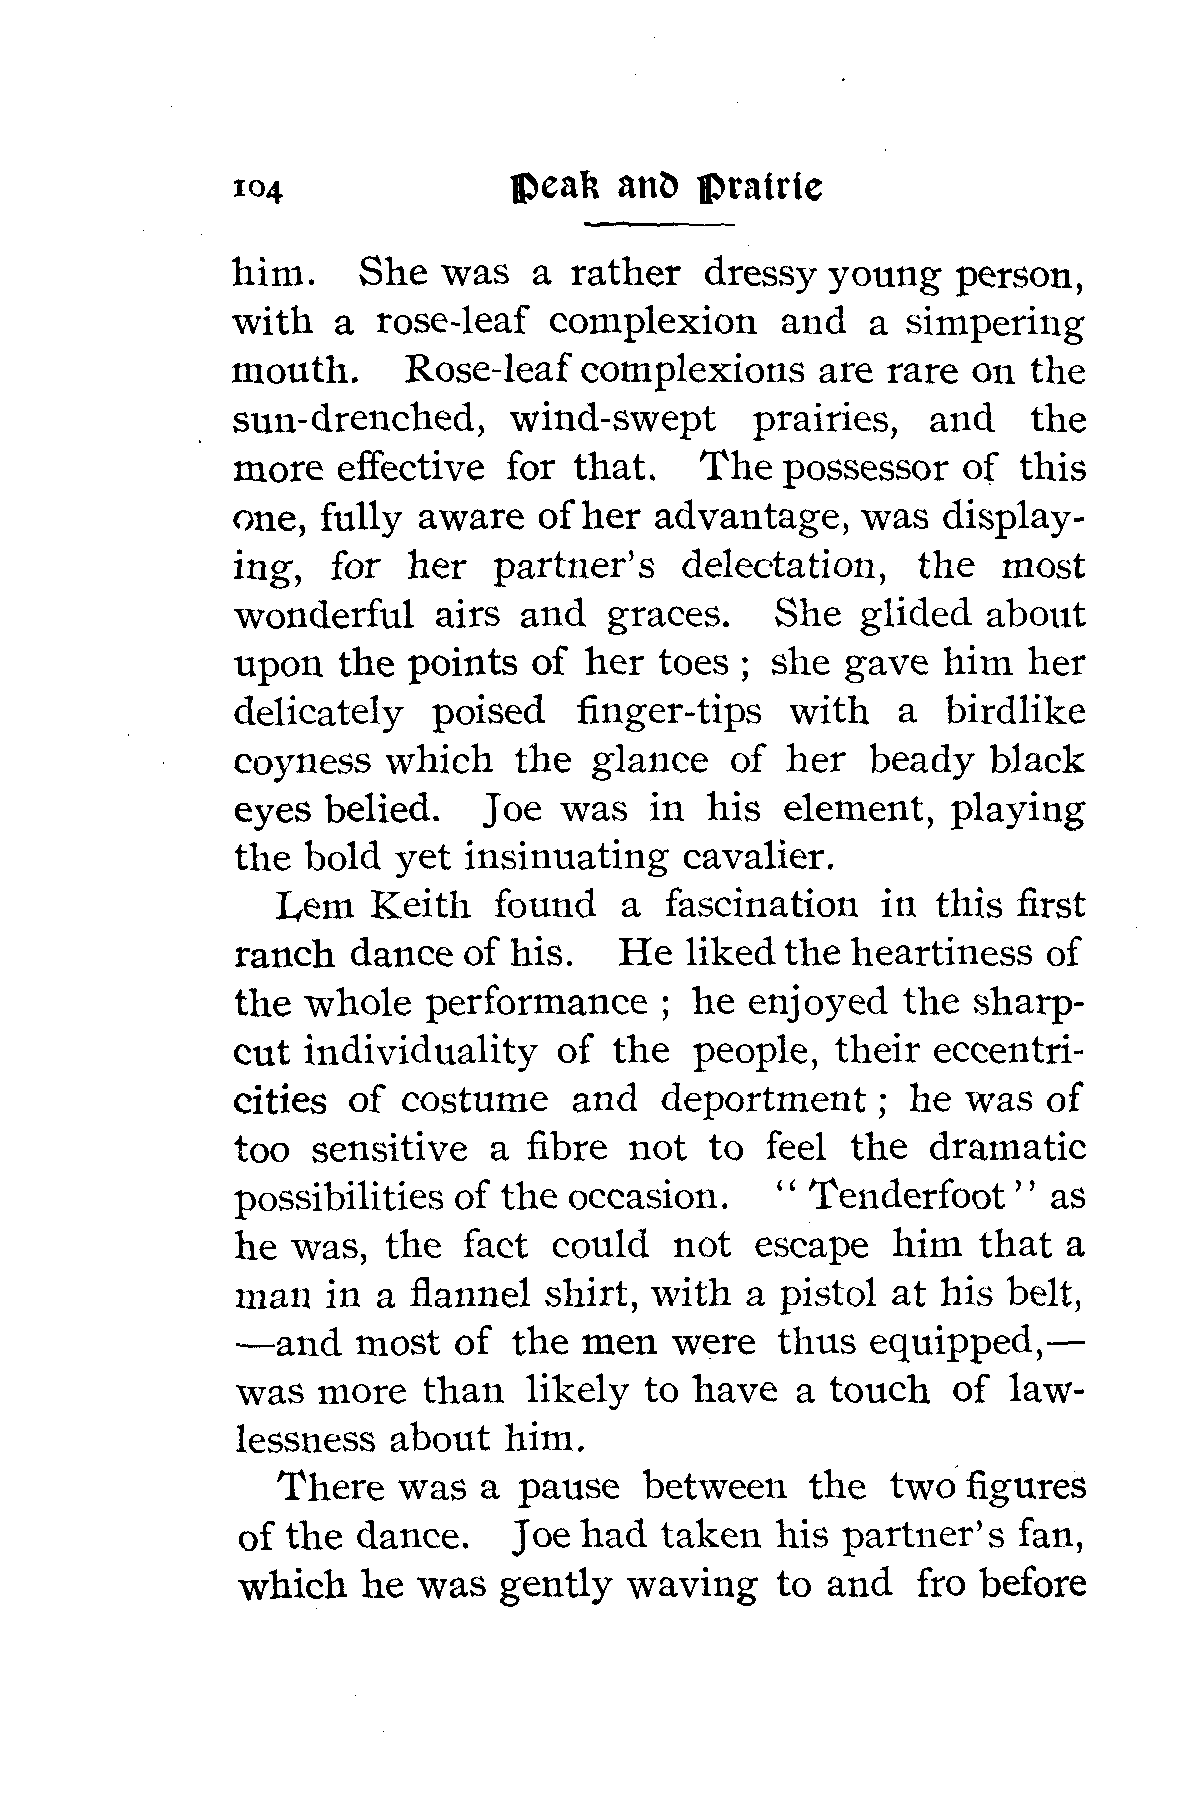 104 Peak and Prairie
him. She was a rather dressy young person,
with a rose-leaf complexion and a simpering
mouth. Rose-leaf complexions are rare on the
sun-drenched, wind-swept prairies, and the
more effective for that. The possessor of this
one, fully aware of her advantage, was display-
ing, for her partner's delectation, the most
wonderful airs and graces. She glided about
upon the points of her toes ; she gave him her
delicately poised finger-tips with a birdlike
coyness which the glance of her beady black
eyes belied. Joe was in his element, playing
the bold yet insinuating cavalier.
Lem Keith found a fascination in this first
ranch dance of his. He liked the heartiness of
the whole performance ; he enjoyed the sharp-
cut individuality of the people, their eccentri-
cities of costume and deportment ; he was of
too sensitive a fibre not to feel the dramatic
possibilities of the occasion. " Tenderfoot " as
he was, the fact could not escape him that a
man in a flannel shirt, with a pistol at his belt,
—and most of the men were thus equipped,—
was more than likely to have a touch of law-
lessness about him.
There was a pause between the two figures
of the dance. Joe had taken his partner's fan,
which he was gently waving to and fro before